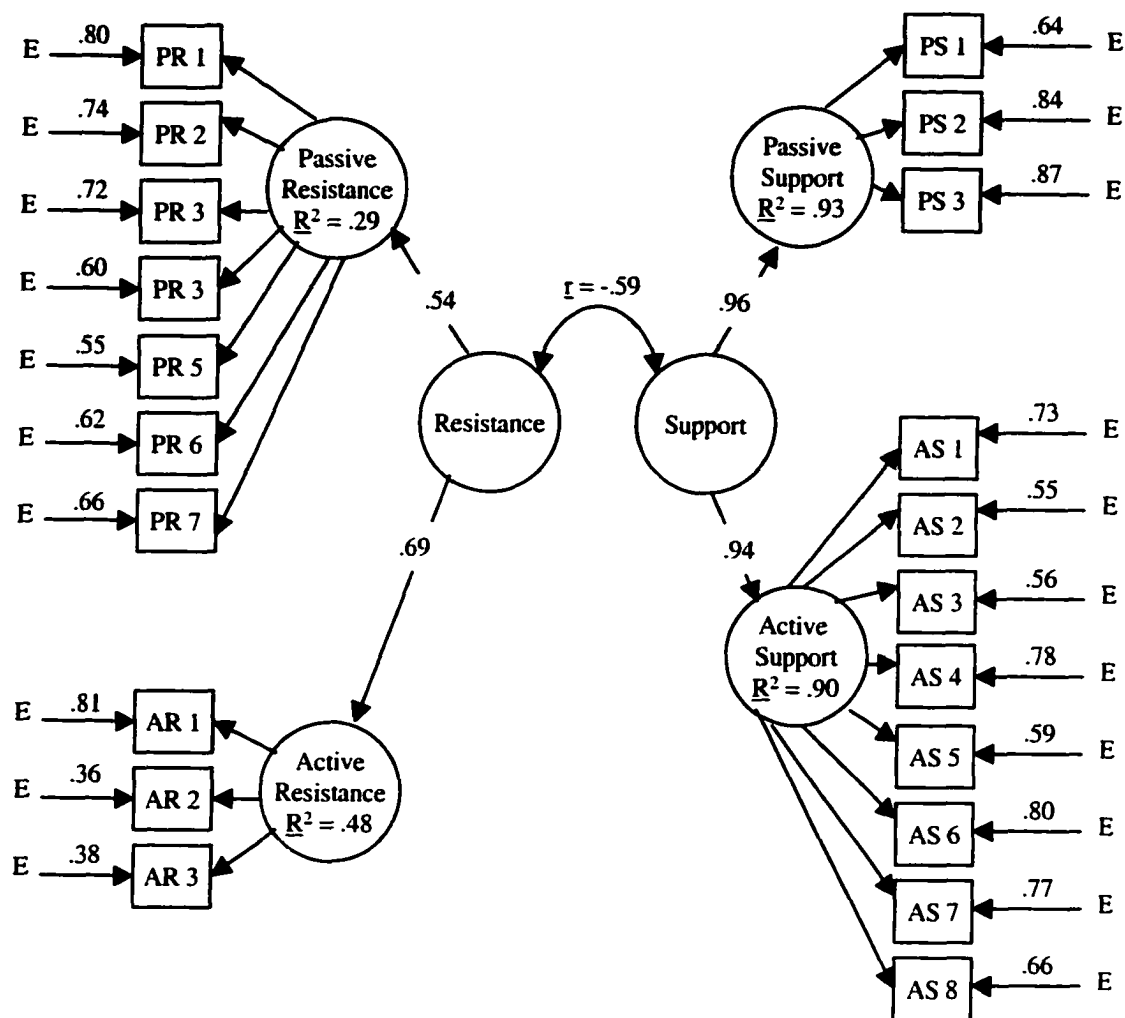 E .80 PR 1
E .74 PR 2
E .72 PR 3
E .60 PR 3
E .55 PR 5
E .62 PR 6
E .66 PR 7
Passive
Resistance
R² = .29
PS 1 .64 E
PS 2 .84 E
PS 3 .87 E
Passive
Support
R² = .93
.54
r = -.59
.96
Resistance
Support
.69
.94
E .81 AR 1
E .36 AR 2
E .38 AR 3
Active
Resistance
R² = .48
Active
Support
R² = .90
AS 1 .73 E
AS 2 .55 E
AS 3 .56 E
AS 4 .78 E
AS 5 .59 E
AS 6 .80 E
AS 7 .77 E
AS 8 .66 E